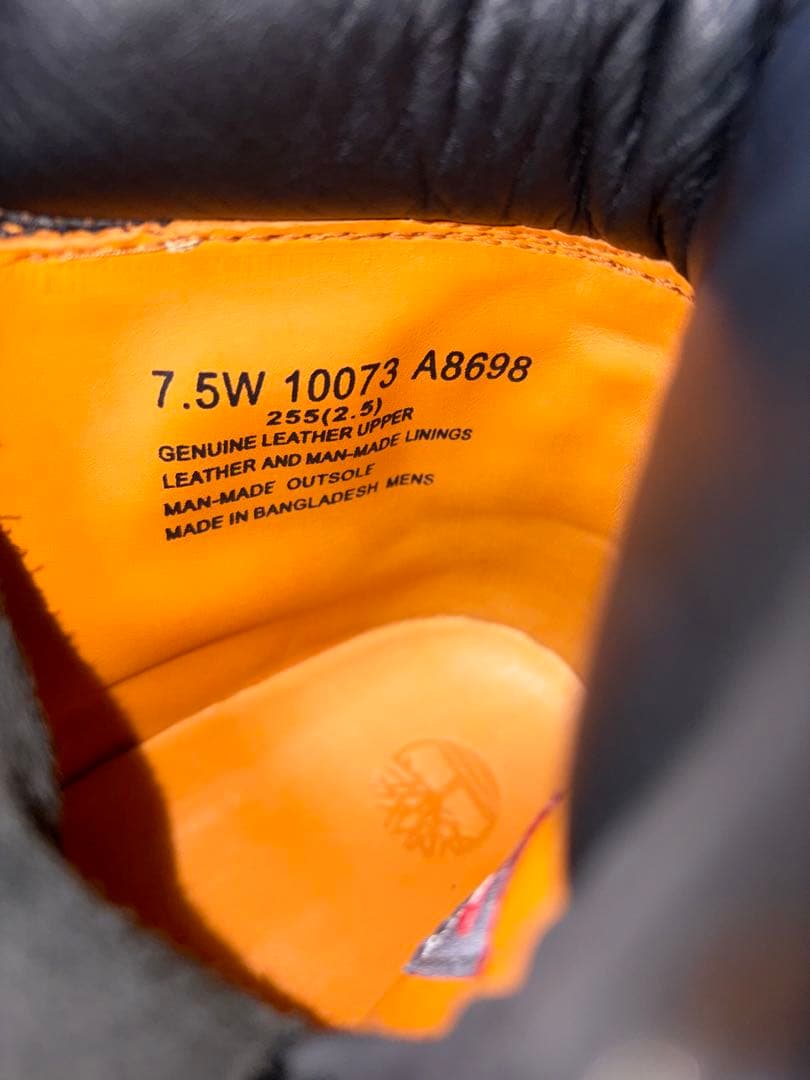 7.5W 10073 A8698
255(2.5)
GENUINE LEATHER UPPER
LEATHER AND MAN-MADE LININGS
MAN-MADE OUTSOLE
MADE IN BANGLADESH MENS